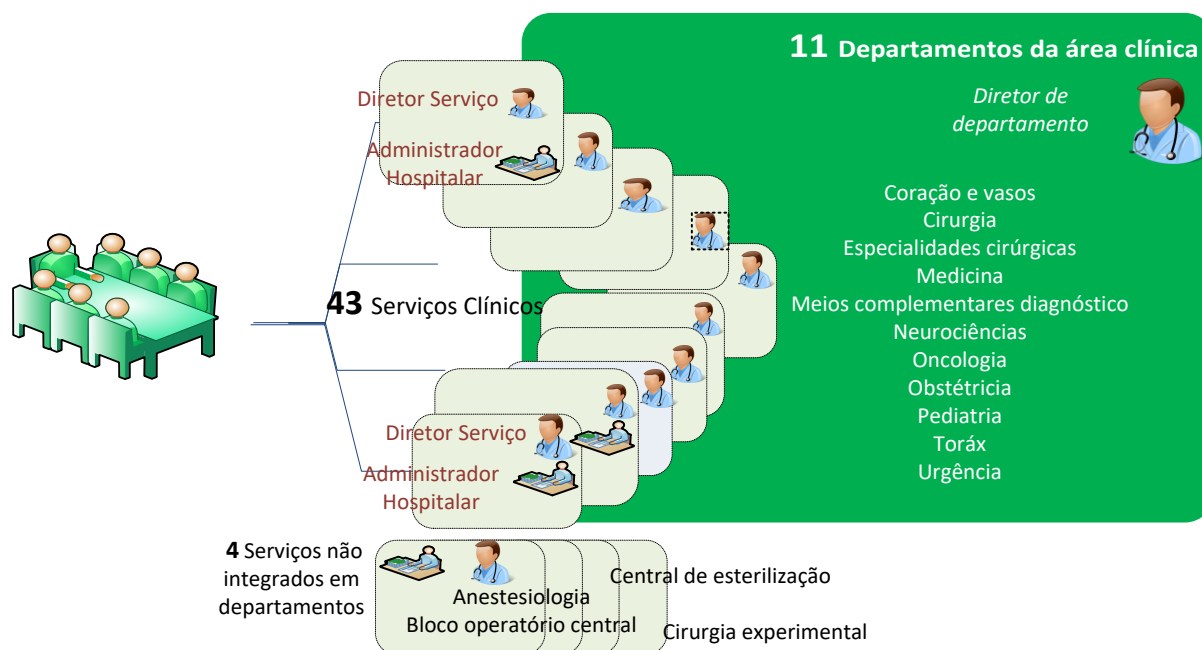 11 Departamentos da área clínica
Diretor de
departamento
Diretor Serviço
Administrador
Hospitalar
43 Serviços Clínicos
Coração e vasos
Cirurgia
Especialidades cirúrgicas
Medicina
Meios complementares diagnóstico
Neurociências
Oncologia
Obstétricia
Pediatria
Toráx
Urgência
Diretor Serviço
Administrador
Hospitalar
4 Serviços não
integrados em
departamentos
Anestesiologia
Bloco operatório central
Central de esterilização
Cirurgia experimental